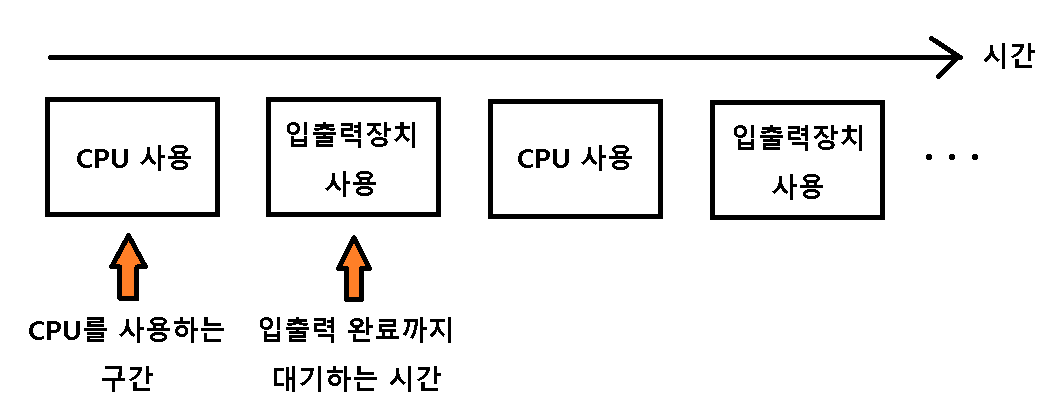 시간
CPU 사용
입출력장치
사용
CPU 사용
입출력장치
사용
. . .
CPU를 사용하는
구간
입출력 완료까지
대기하는 시간